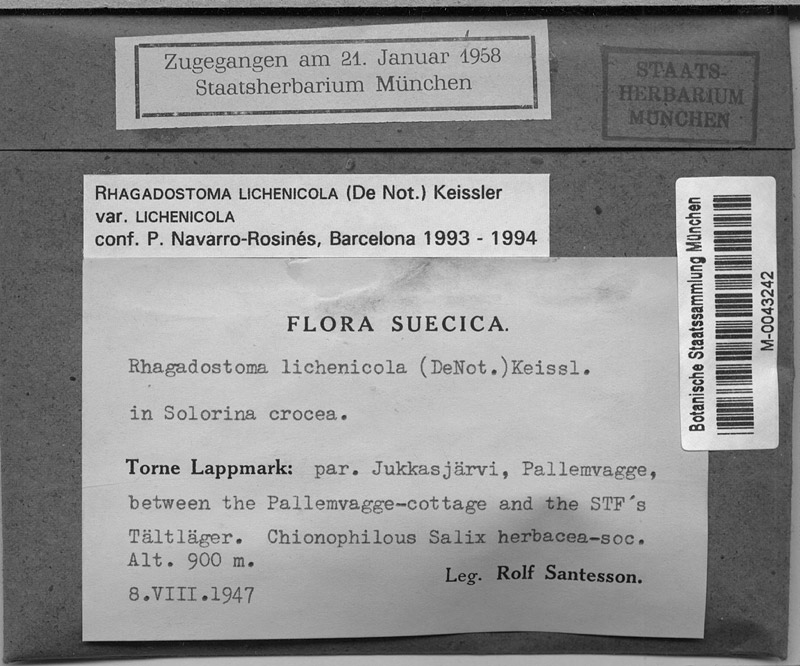 Zugegangen am 21. Januar 1958
Staatsherbarium München
STAATS-
HERBARIUM
MÜNCHEN
RHAGADOSTOMA LICHENICOLA (De Not.) Keissler
var. LICHENICOLA
conf. P. Navarro-Rosinés, Barcelona 1993 - 1994
Botanische Staatssammlung München
M-0043242
FLORA SUECICA.
Rhagadostoma lichenicola (DeNot.)Keissl.
in Solorina crocea.
Torne Lappmark: par. Jukkasjärvi, Pallemvagge,
between the Pallemvagge-cottage and the STF's
Tältläger. Chionophilous Salix herbacea-soc.
Alt. 900 m.
Leg. Rolf Santesson.
8.VIII.1947